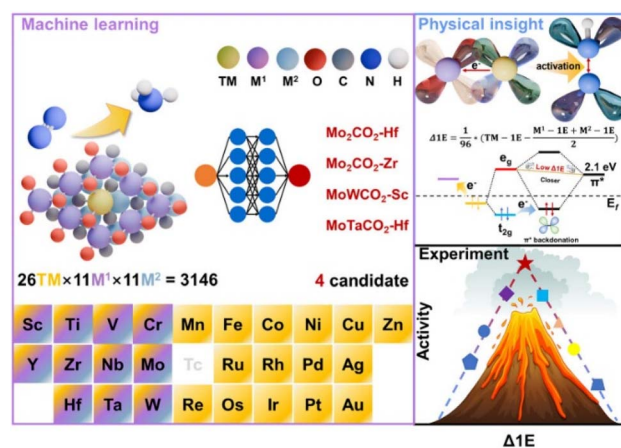 Machine learning
TM M¹ M² O C N H
Mo₂CO₂-Hf
Mo₂CO₂-Zr
MoWCO₂-Sc
MoTaCO₂-Hf
26TM×11M¹×11M² = 3146
4 candidate
Sc Ti V Cr Mn Fe Co Ni Cu Zn
Y Zr Nb Mo Tc Ru Rh Pd Ag
Hf Ta W Re Os Ir Pt Au
Physical insight
e⁻
activation
Δ1E = 1/96 * (TM − 1E − (M¹ − 1E + M² − 1E)/2)
e_g
Low Δ1E
Closer
2.1 eV
π*
E_f
e⁻
e⁻
t₂g
π* backdonation
Experiment
Activity
Δ1E